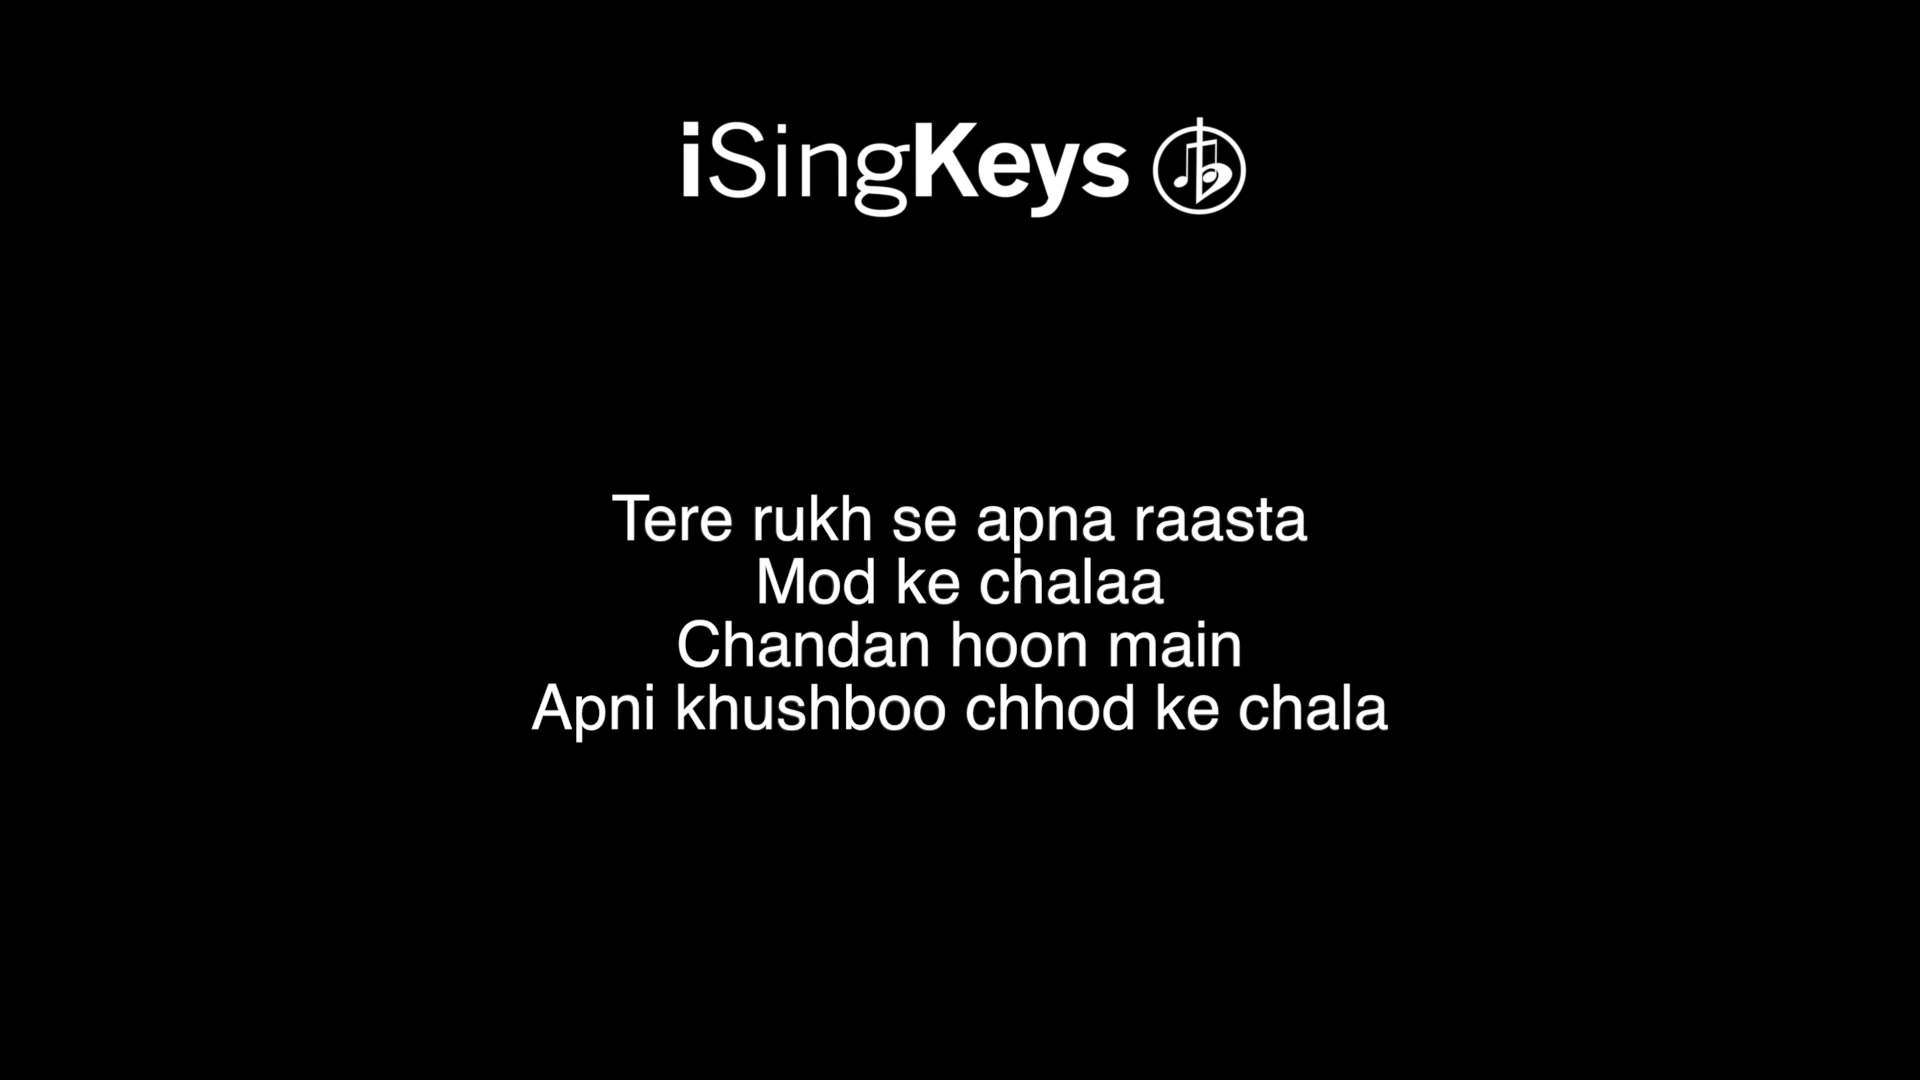 iSingKeys
Tere rukh se apna raasta
Mod ke chalaa
Chandan hoon main
Apni khushboo chhod ke chala